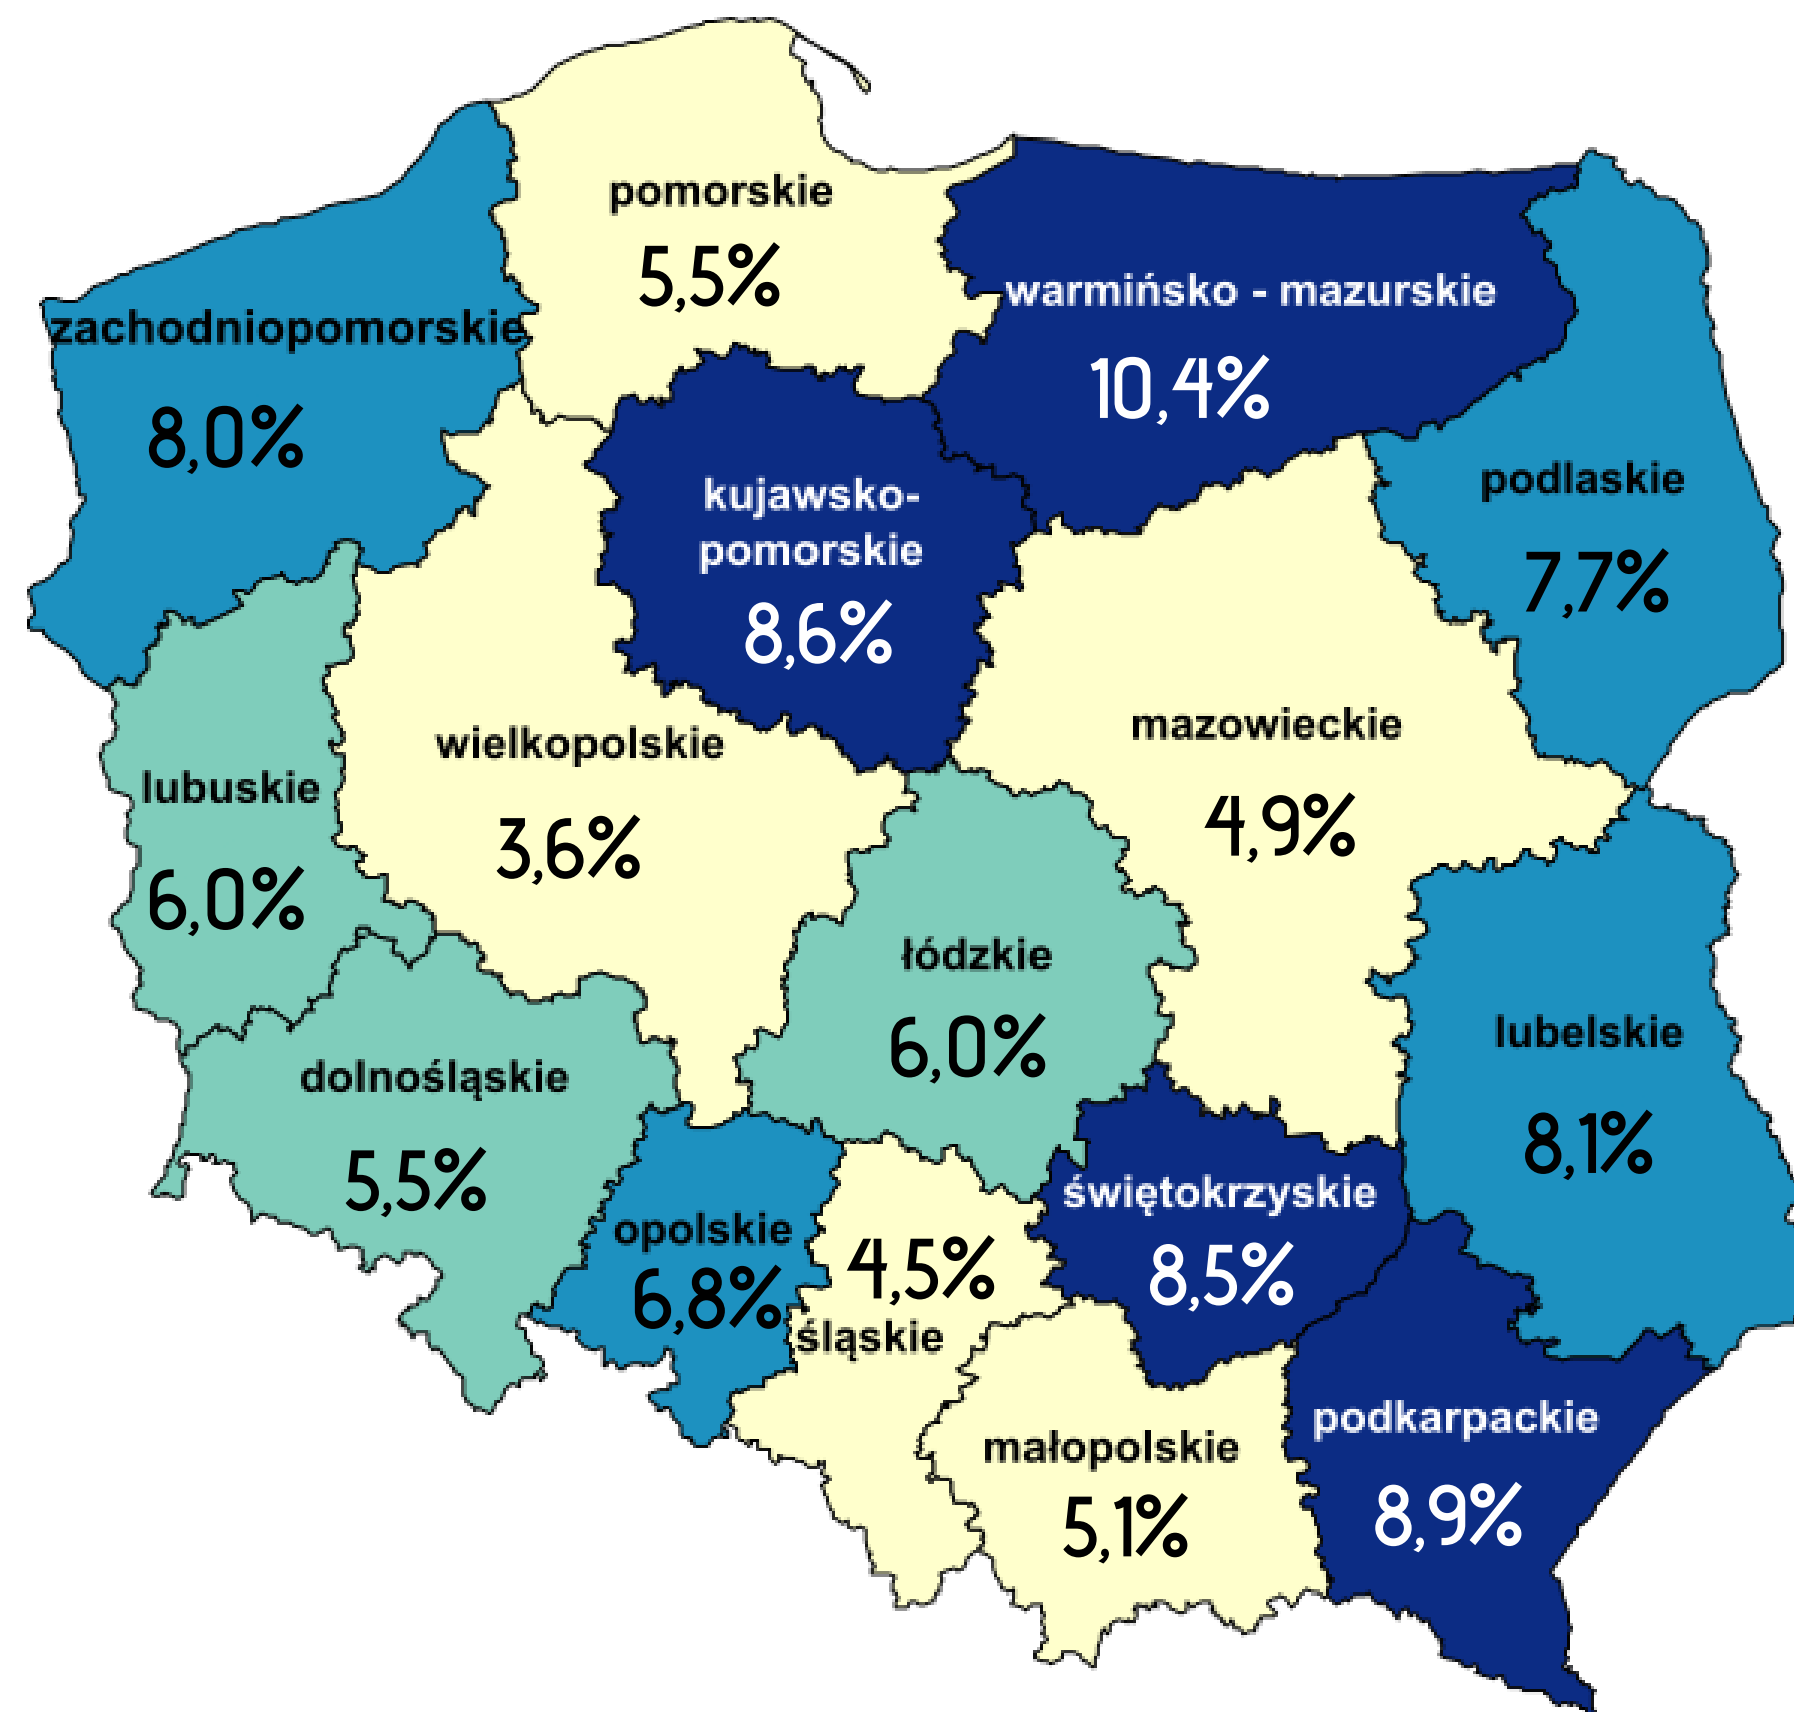 pomorskie
5,5%
warmińsko - mazurskie
10,4%
zachodniopomorskie
8,0%
podlaskie
7,7%
kujawsko-
pomorskie
8,6%
wielkopolskie
3,6%
mazowieckie
4,9%
lubuskie
6,0%
łódzkie
6,0%
lubelskie
8,1%
dolnośląskie
5,5%
opolskie
6,8%
4,5%
śląskie
świętokrzyskie
8,5%
małopolskie
5,1%
podkarpackie
8,9%